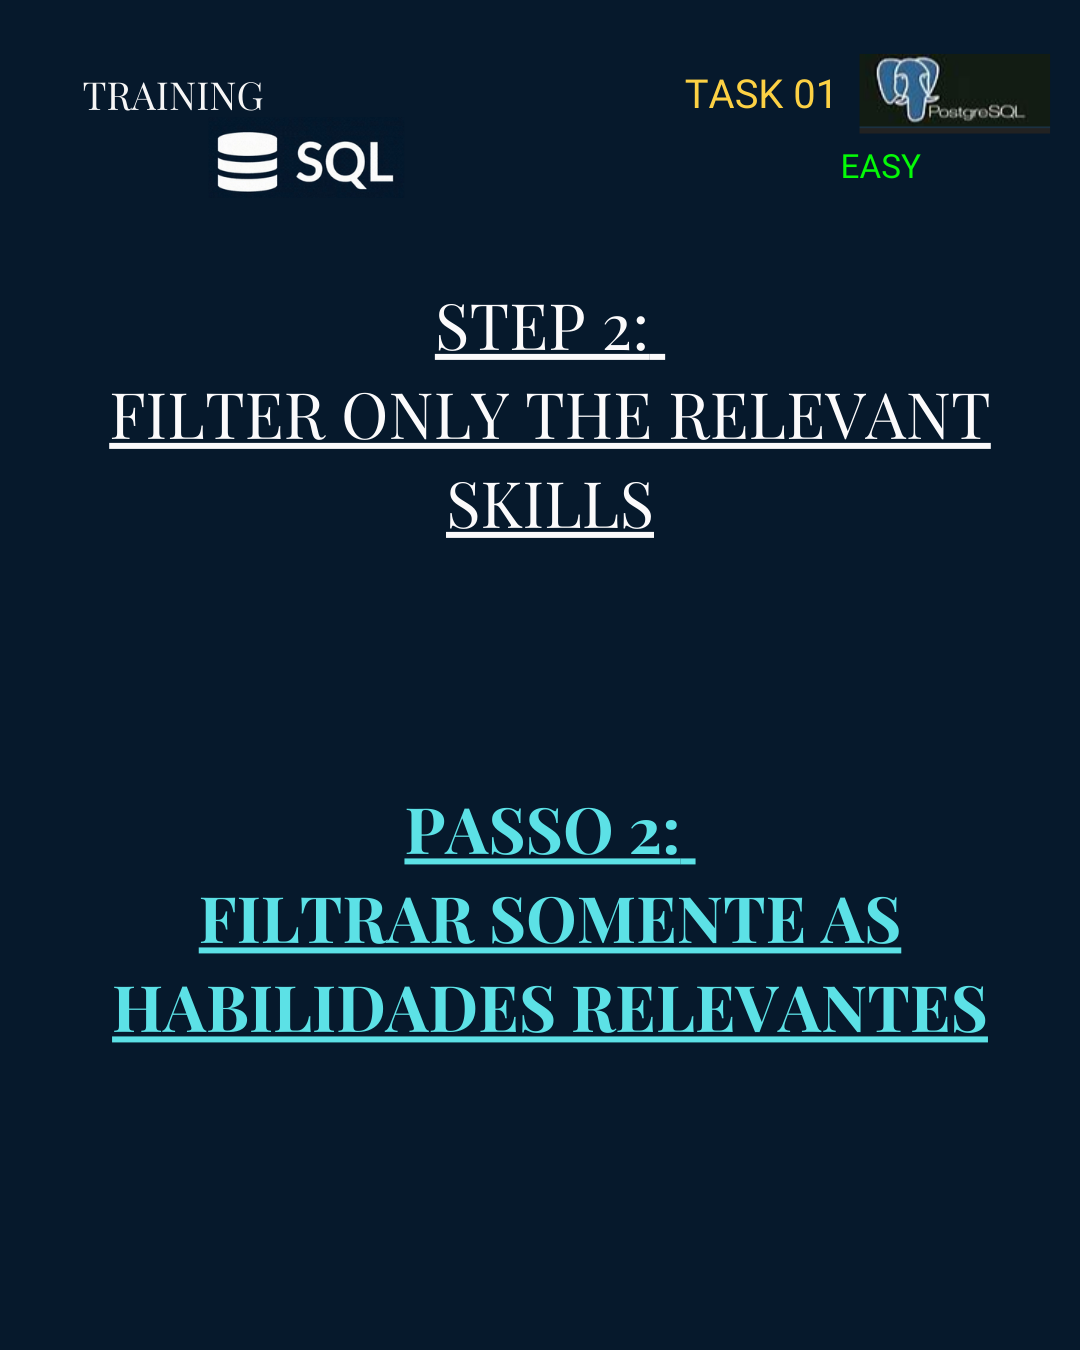 TRAINING
SQL
TASK 01
PostgreSQL
EASY
STEP 2:
FILTER ONLY THE RELEVANT
SKILLS
PASSO 2:
FILTRAR SOMENTE AS
HABILIDADES RELEVANTES